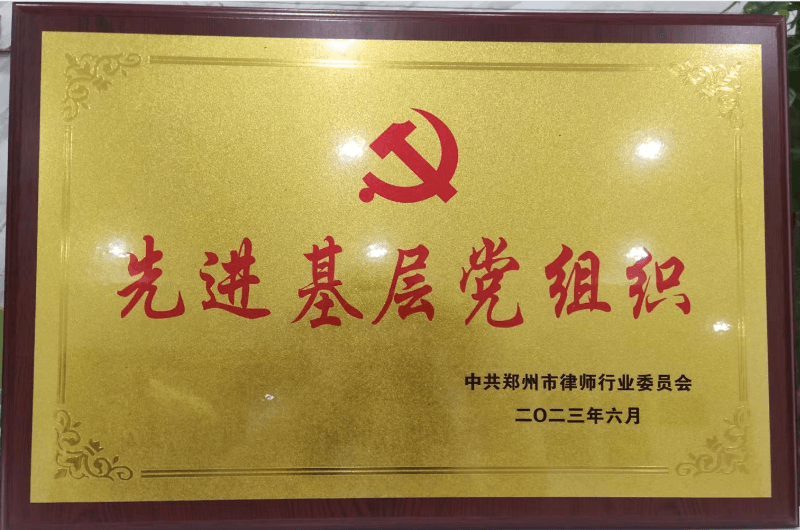 先进基层党组织
中共郑州市律师行业委员会
二〇二三年六月